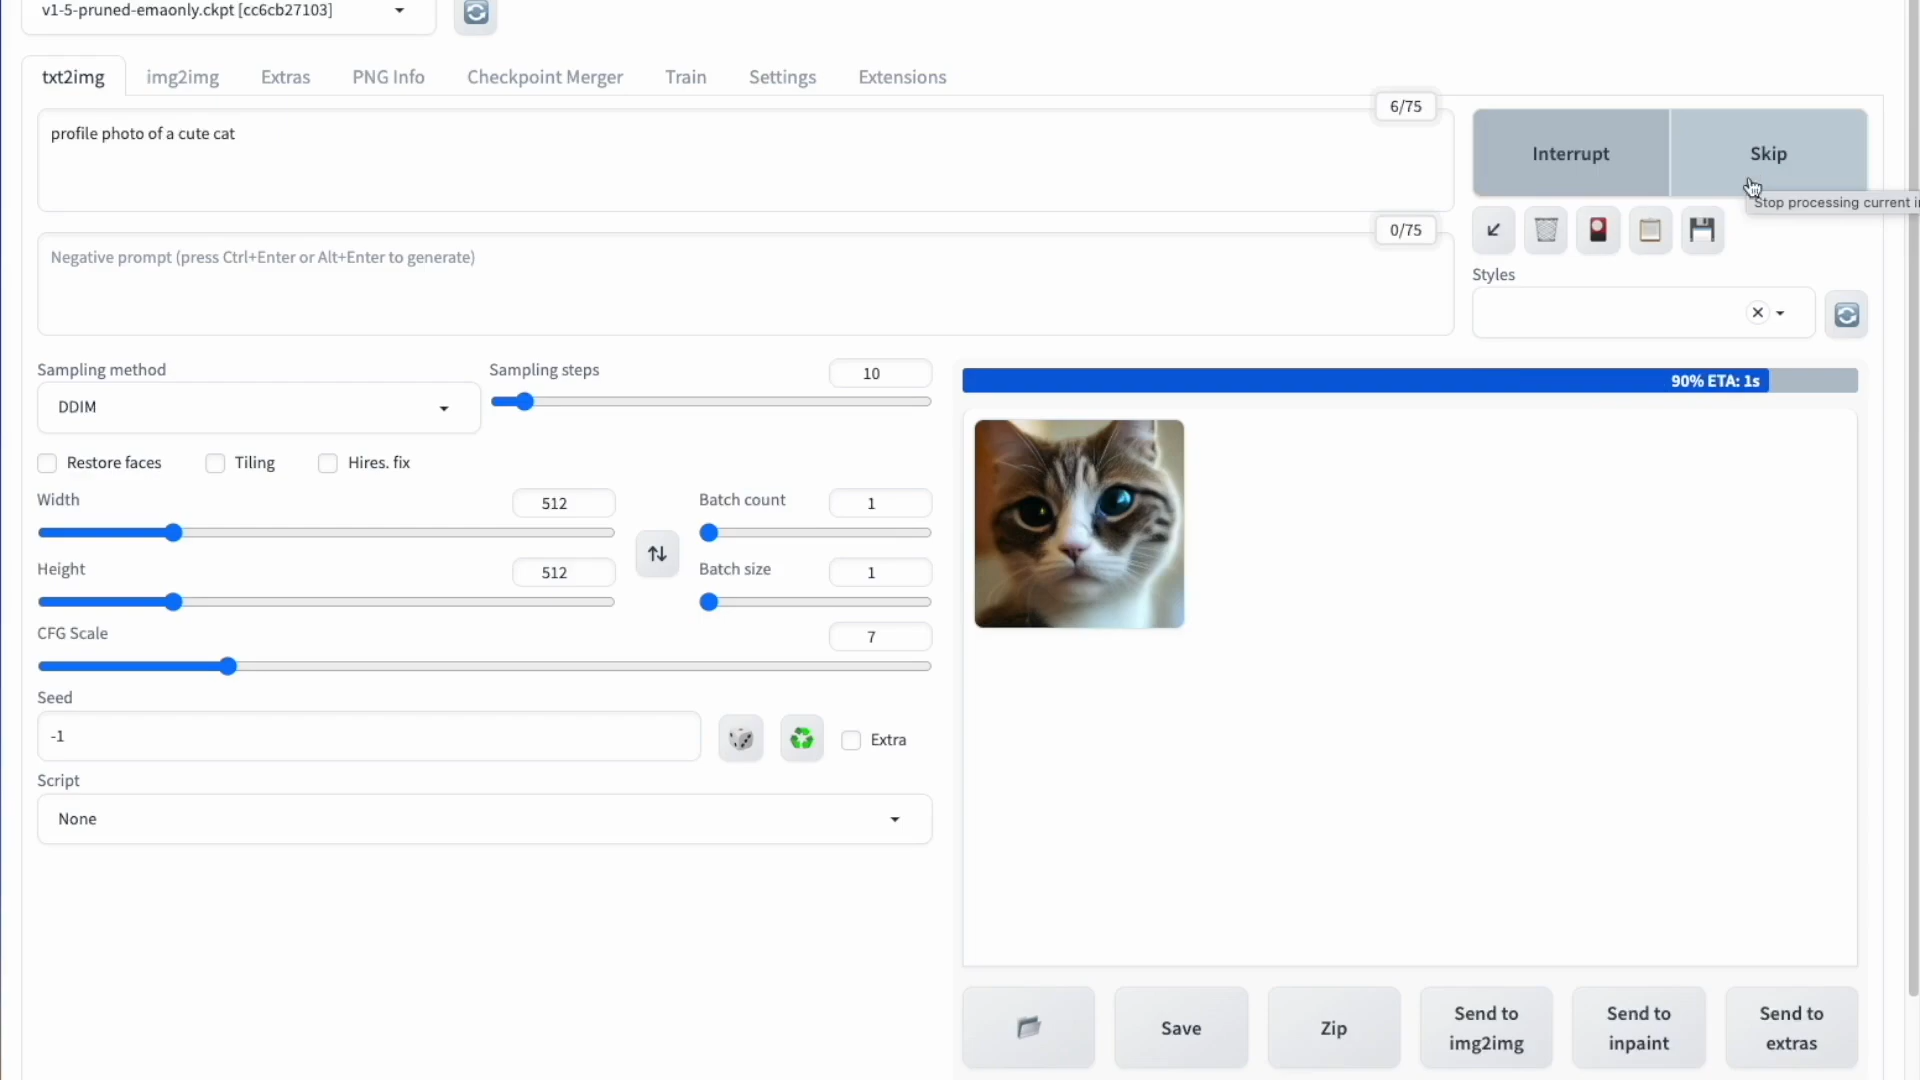 v1-5-pruned-emaonly.ckpt [cc6cb27103]
txt2img img2img Extras PNG Info Checkpoint Merger Train Settings Extensions
6/75
profile photo of a cute cat
Interrupt Skip
Stop processing current
0/75
Negative prompt (press Ctrl+Enter or Alt+Enter to generate)
Styles
Sampling method
DDIM
Sampling steps
10
90% ETA: 1s
Restore faces Tiling Hires. fix
Width
512
Batch count
1
Height
512
Batch size
1
CFG Scale
7
Seed
-1
Extra
Script
None
Save
Zip
Send to
img2img
Send to
inpaint
Send to
extras